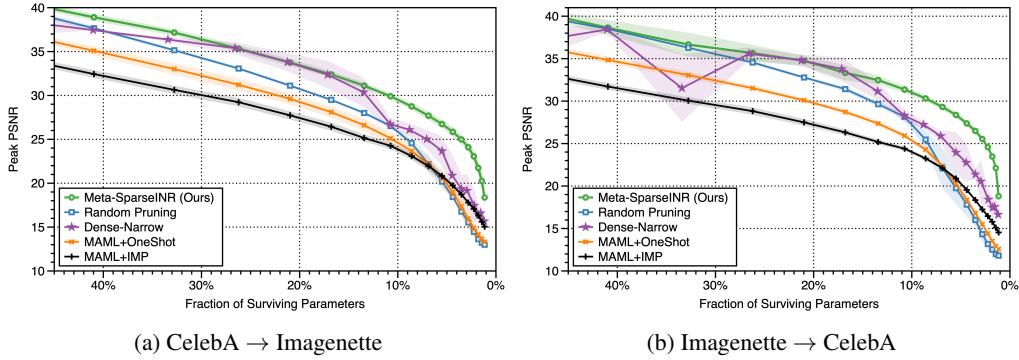 40
35
30
25
20
15
10
Peak PSNR
Meta-SparseINR (Ours)
Random Pruning
Dense-Narrow
MAML+OneShot
MAML+IMP
40% 30% 20% 10% 0%
Fraction of Surviving Parameters
(a) CelebA → Imagenette
40
35
30
25
20
15
10
Peak PSNR
Meta-SparseINR (Ours)
Random Pruning
Dense-Narrow
MAML+OneShot
MAML+IMP
40% 30% 20% 10% 0%
Fraction of Surviving Parameters
(b) Imagenette → CelebA